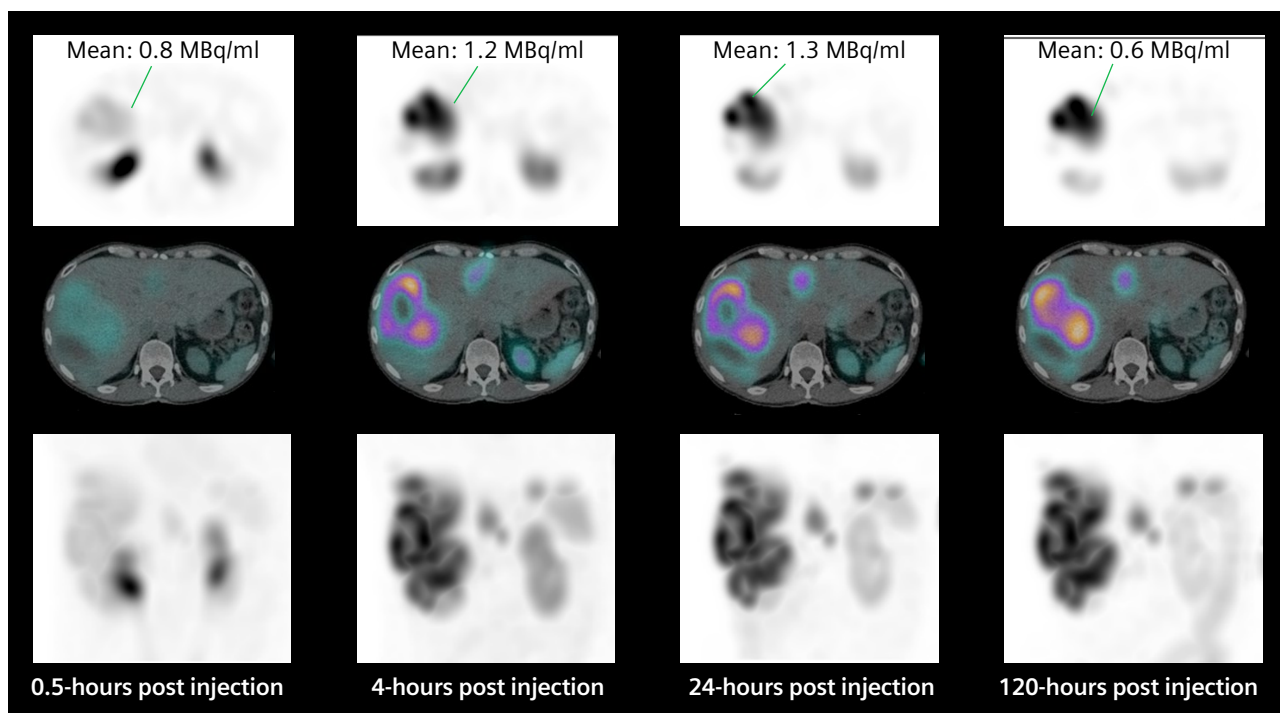 Mean: 0.8 MBq/ml
Mean: 1.2 MBq/ml
Mean: 1.3 MBq/ml
Mean: 0.6 MBq/ml
0.5-hours post injection
4-hours post injection
24-hours post injection
120-hours post injection